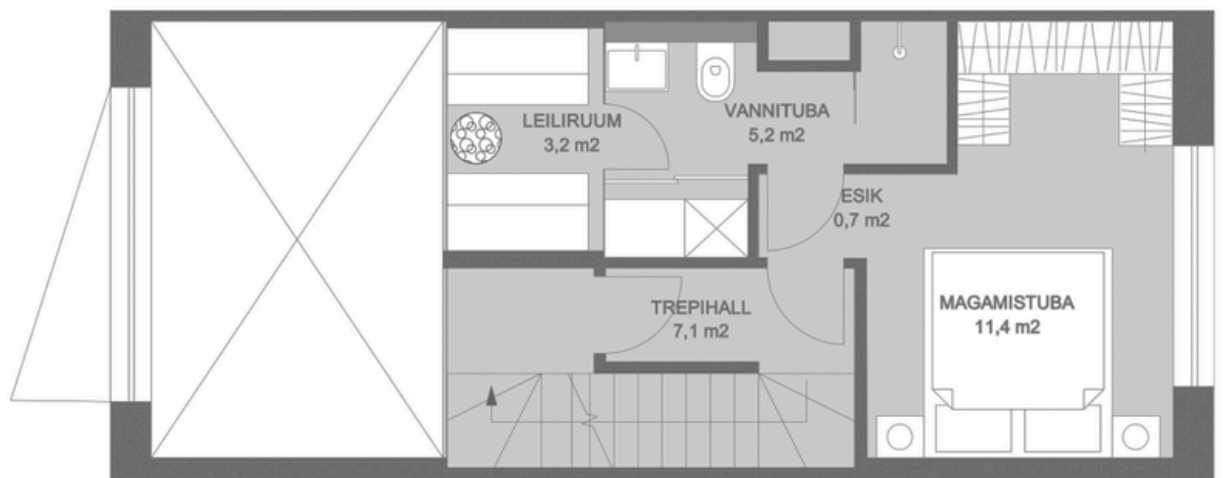 LEILIRUUM
3,2 m2
VANNITUBA
5,2 m2
ESIK
0,7 m2
TREPIHALL
7,1 m2
MAGAMISTUBA
11,4 m2